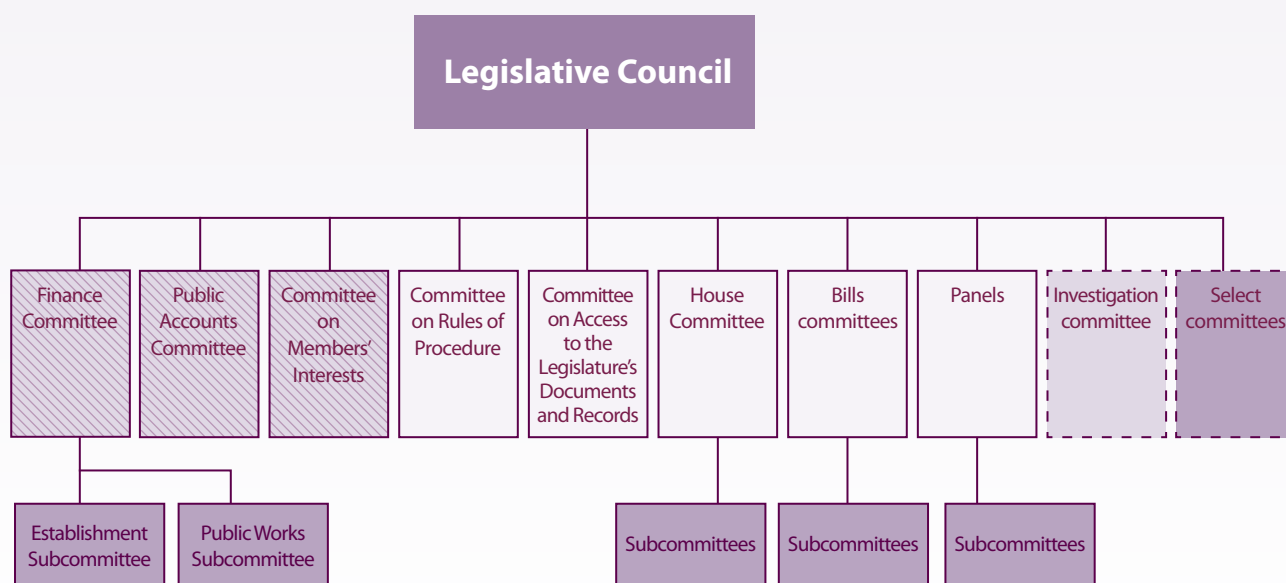 Legislative Council
Finance
Committee
Public
Accounts
Committee
Committee
on
Members’
Interests
Committee
on Rules of
Procedure
Committee
on Access
to the
Legislature’s
Documents
and Records
House
Committee
Bills
committees
Panels
Investigation
committee
Select
committees
Establishment
Subcommittee
Public Works
Subcommittee
Subcommittees
Subcommittees
Subcommittees